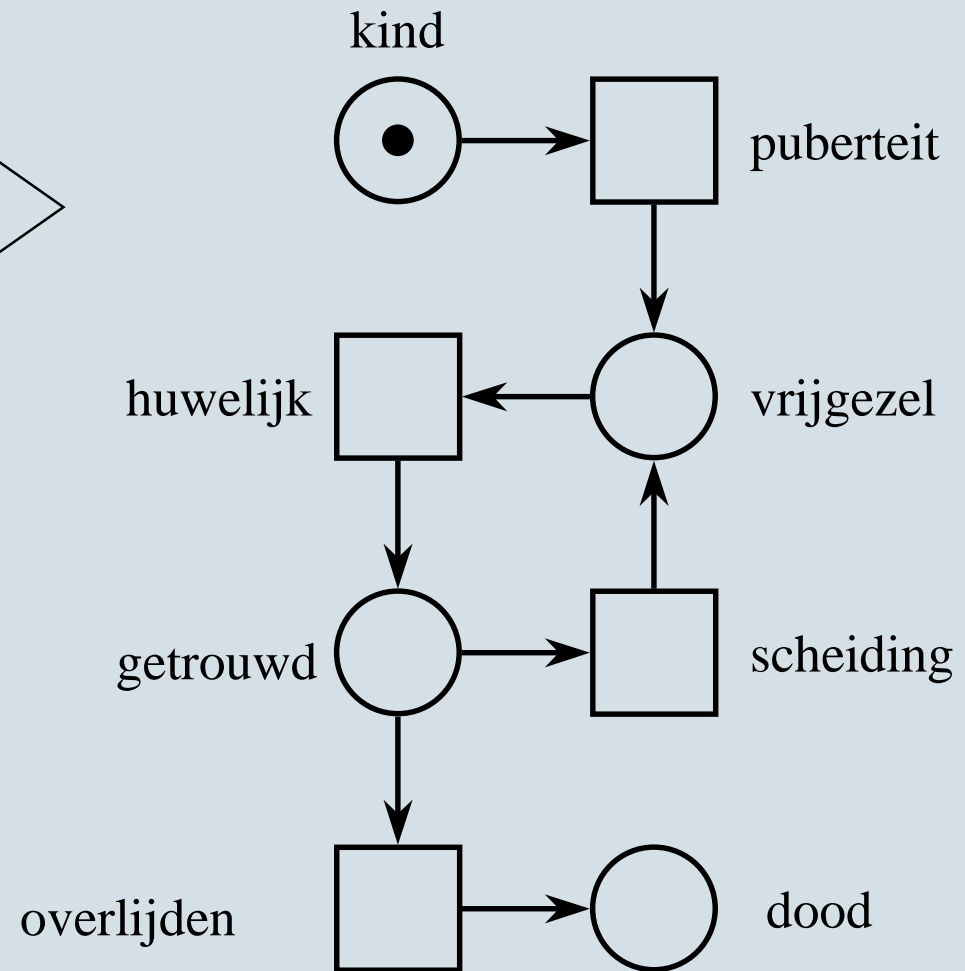 kind
puberteit
huwelijk
vrijgezel
getrouwd
scheiding
overlijden
dood